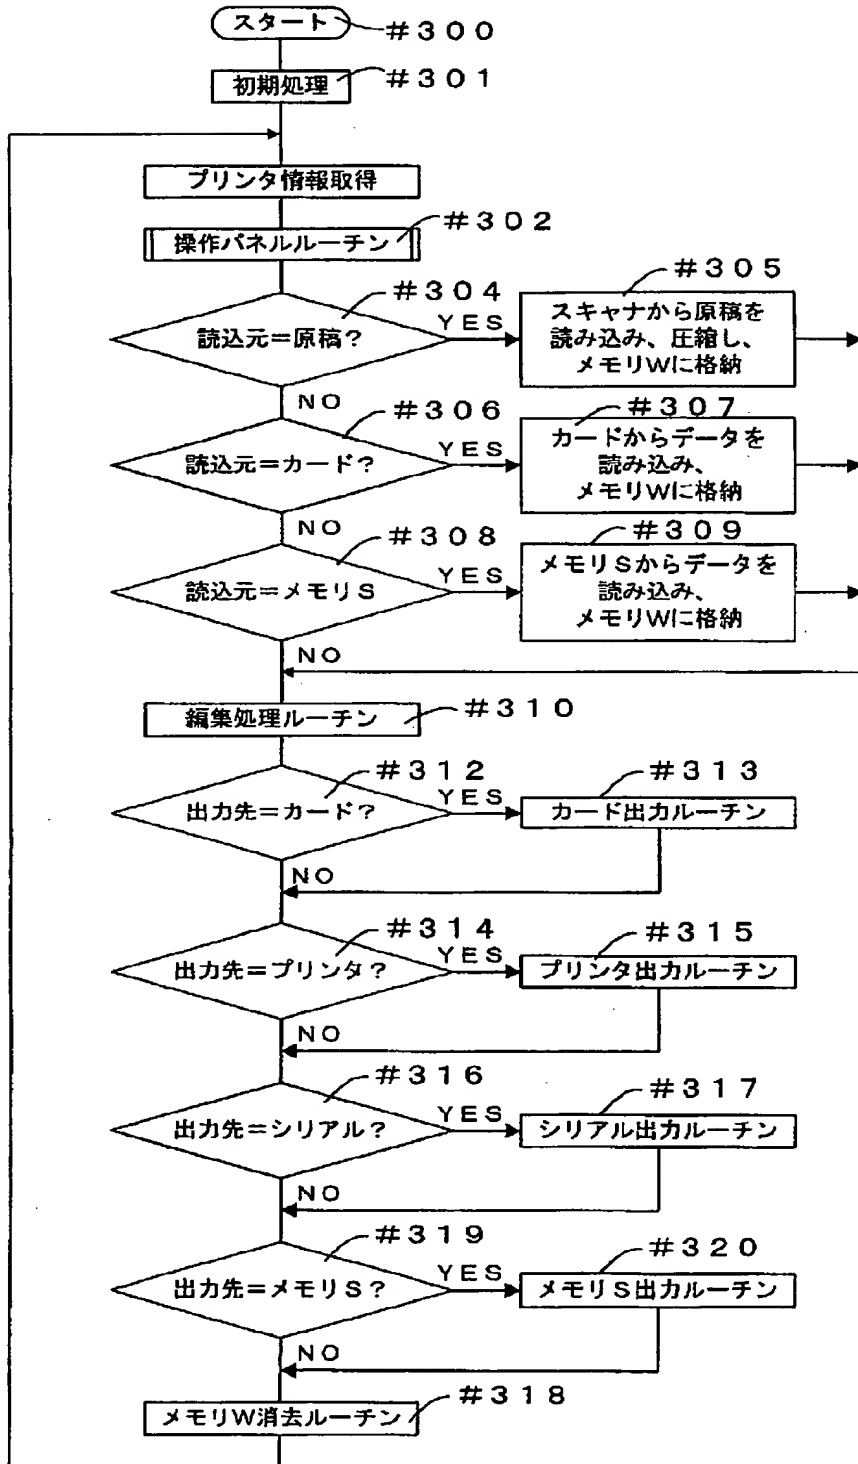 スタート
#300
初期処理
#301
プリンタ情報取得
操作パネルルーチン
#302
読込元=原稿?
#304
YES
スキャナから原稿を
読み込み、圧縮し、
メモリWに格納
#305
NO
読込元=カード?
#306
YES
カードからデータを
読み込み、
メモリWに格納
#307
NO
読込元=メモリS
#308
YES
メモリSからデータを
読み込み、
メモリWに格納
#309
NO
編集処理ルーチン
#310
出力先=カード?
#312
YES
カード出力ルーチン
#313
NO
出力先=プリンタ?
#314
YES
プリンタ出力ルーチン
#315
NO
出力先=シリアル?
#316
YES
シリアル出力ルーチン
#317
NO
出力先=メモリS?
#319
YES
メモリS出力ルーチン
#320
NO
メモリW消去ルーチン
#318